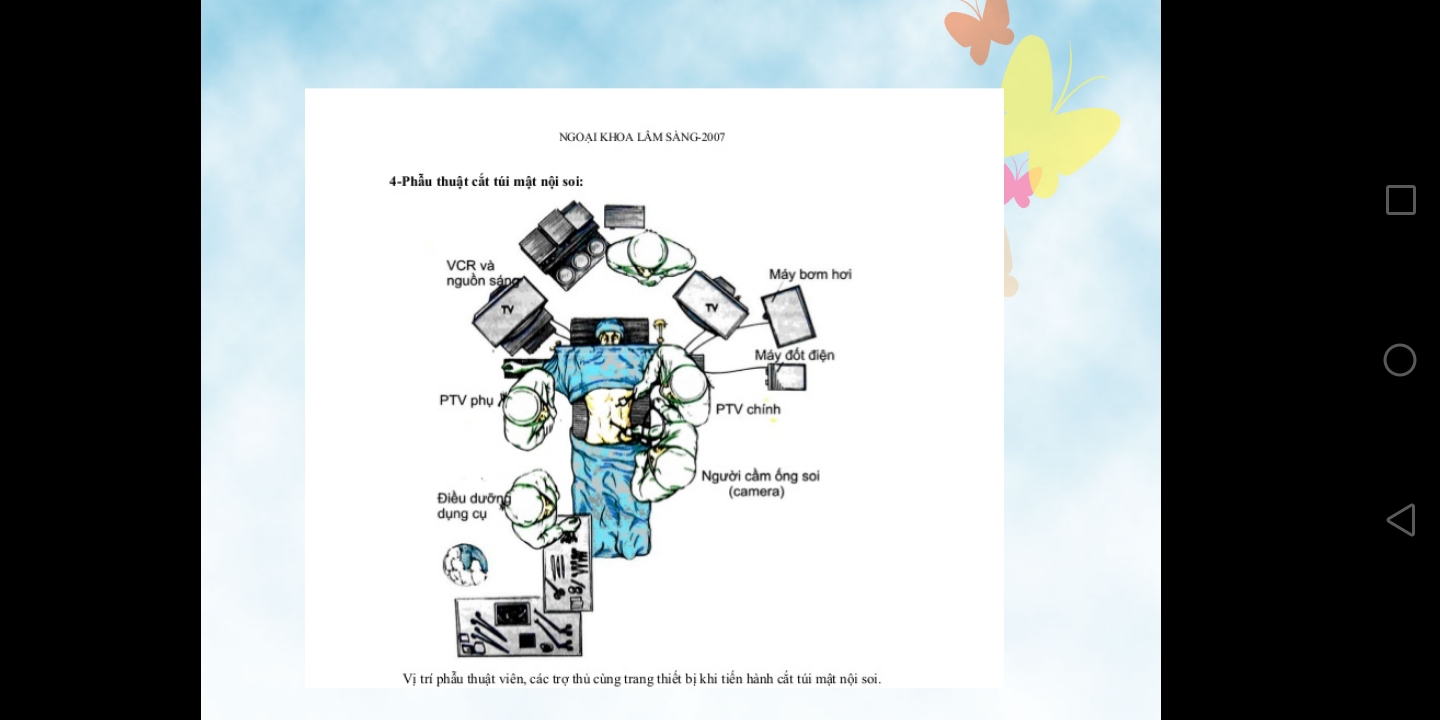 NGOẠI KHOA LÂM SÀNG-2007
4-Phẫu thuật cắt túi mật nội soi:
VCR và
nguồn sáng
TV
TV
Máy bơm hơi
Máy đốt điện
PTV phụ
PTV chính
Người cầm ống soi
(camera)
Điều dưỡng
dụng cụ
Vị trí phẫu thuật viên, các trợ thủ cùng trang thiết bị khi tiến hành cắt túi mật nội soi.